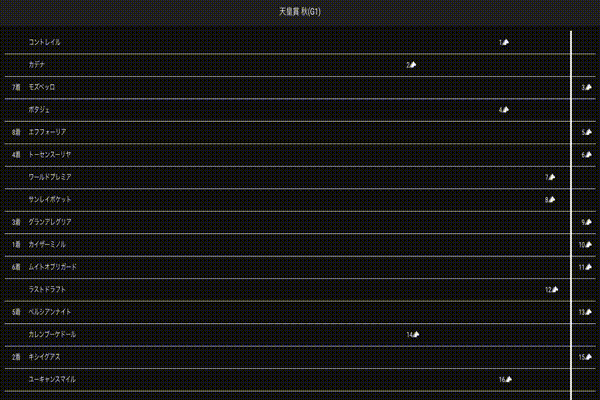 天皇賞 秋(G1)
コントレイル 1
カデナ 2
7着 モズベッロ 3
ポタジェ 4
8着 エフフォーリア 5
4着 トーセンスーリヤ 6
ワールドプレミア 7
サンレイポケット 8
3着 グランアレグリア 9
1着 カイザーミノル 10
6着 ムイトオブリガード 11
ラストドラフト 12
5着 ペルシアンナイト 13
カレンブーケドール 14
2着 キシイグアス 15
ユーキャンスマイル 16